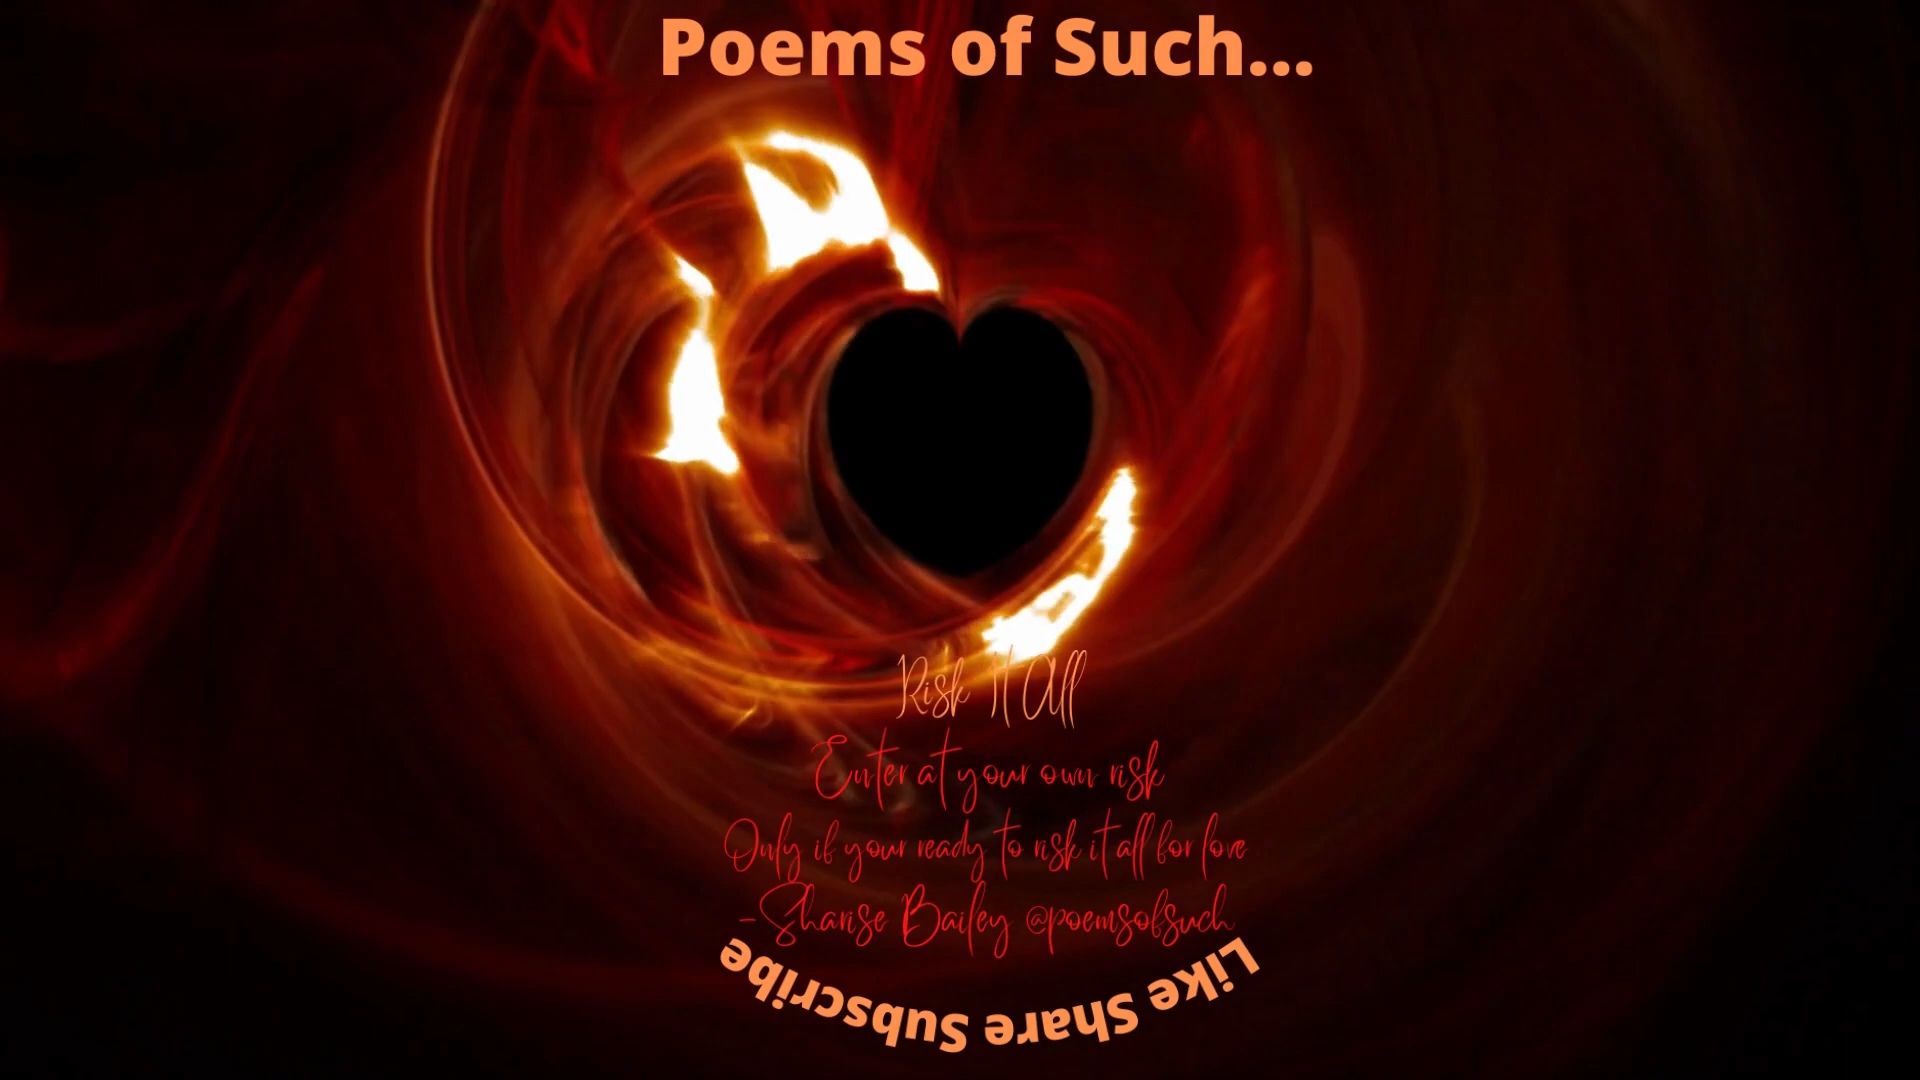 Poems of Such...
Risk It All
Enter at your own risk
Only if your ready to risk it all for love
-Sharise Bailey @poemsofsuch
Like Share Subscribe